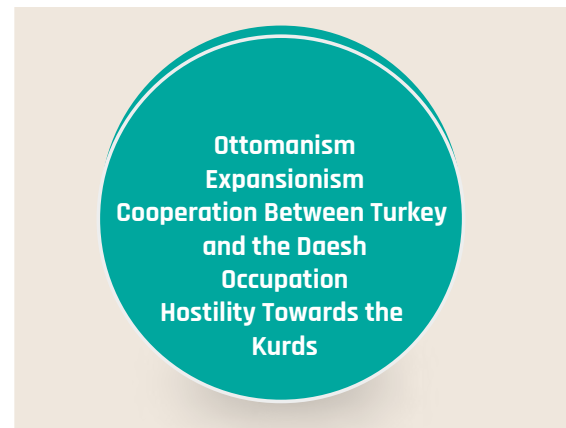 Ottomanism
Expansionism
Cooperation Between Turkey
and the Daesh
Occupation
Hostility Towards the
Kurds